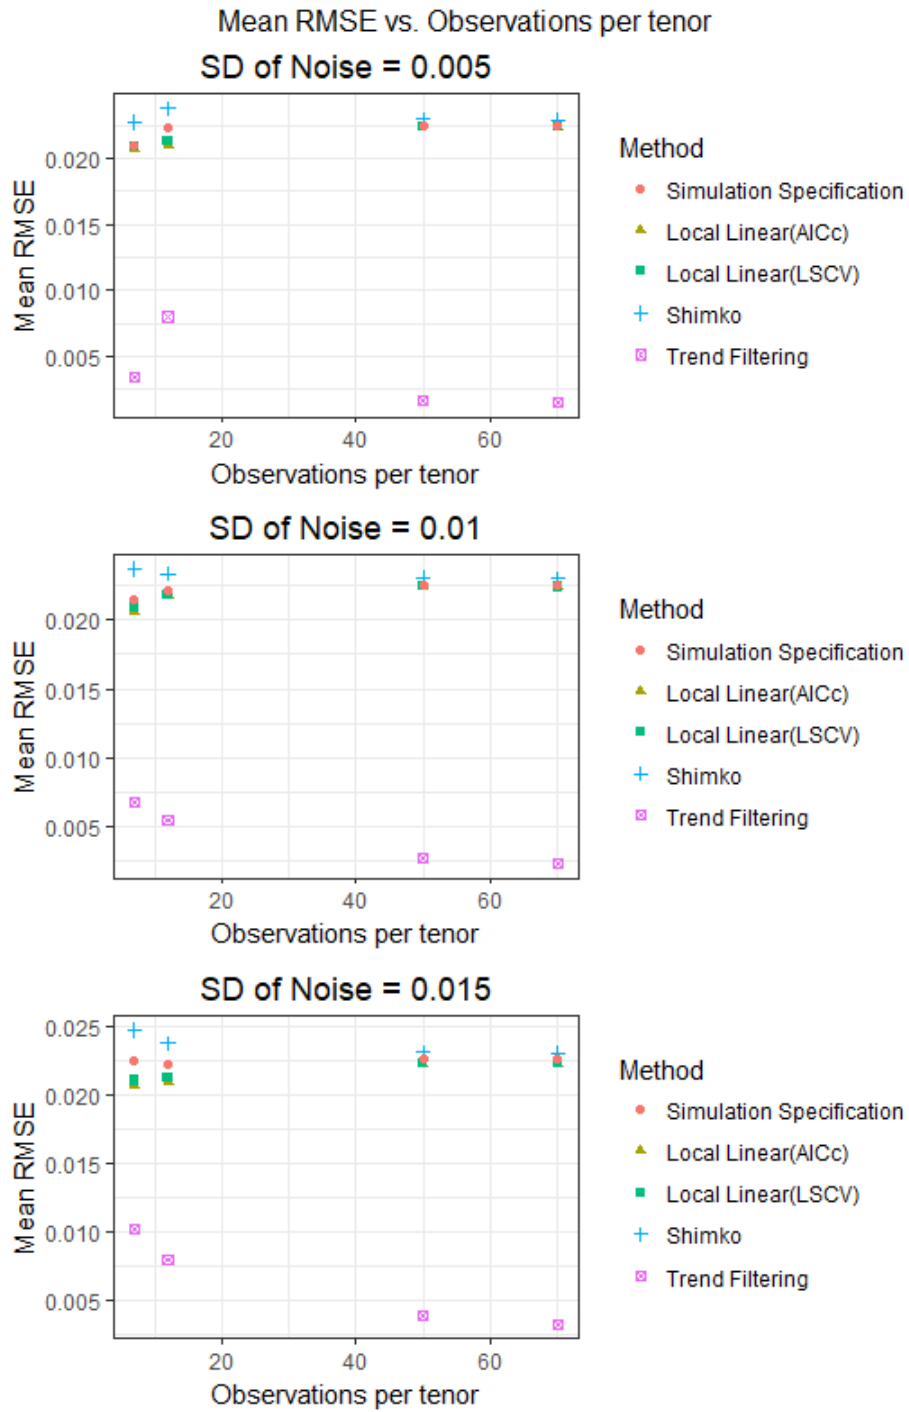 Mean RMSE vs. Observations per tenor
SD of Noise = 0.005
Mean RMSE
0.020
0.015
0.010
0.005
20 40 60
Observations per tenor
Method
Simulation Specification
Local Linear(AICc)
Local Linear(LSCV)
Shimko
Trend Filtering
SD of Noise = 0.01
Mean RMSE
0.020
0.015
0.010
0.005
20 40 60
Observations per tenor
Method
Simulation Specification
Local Linear(AICc)
Local Linear(LSCV)
Shimko
Trend Filtering
SD of Noise = 0.015
Mean RMSE
0.025
0.020
0.015
0.010
0.005
20 40 60
Observations per tenor
Method
Simulation Specification
Local Linear(AICc)
Local Linear(LSCV)
Shimko
Trend Filtering